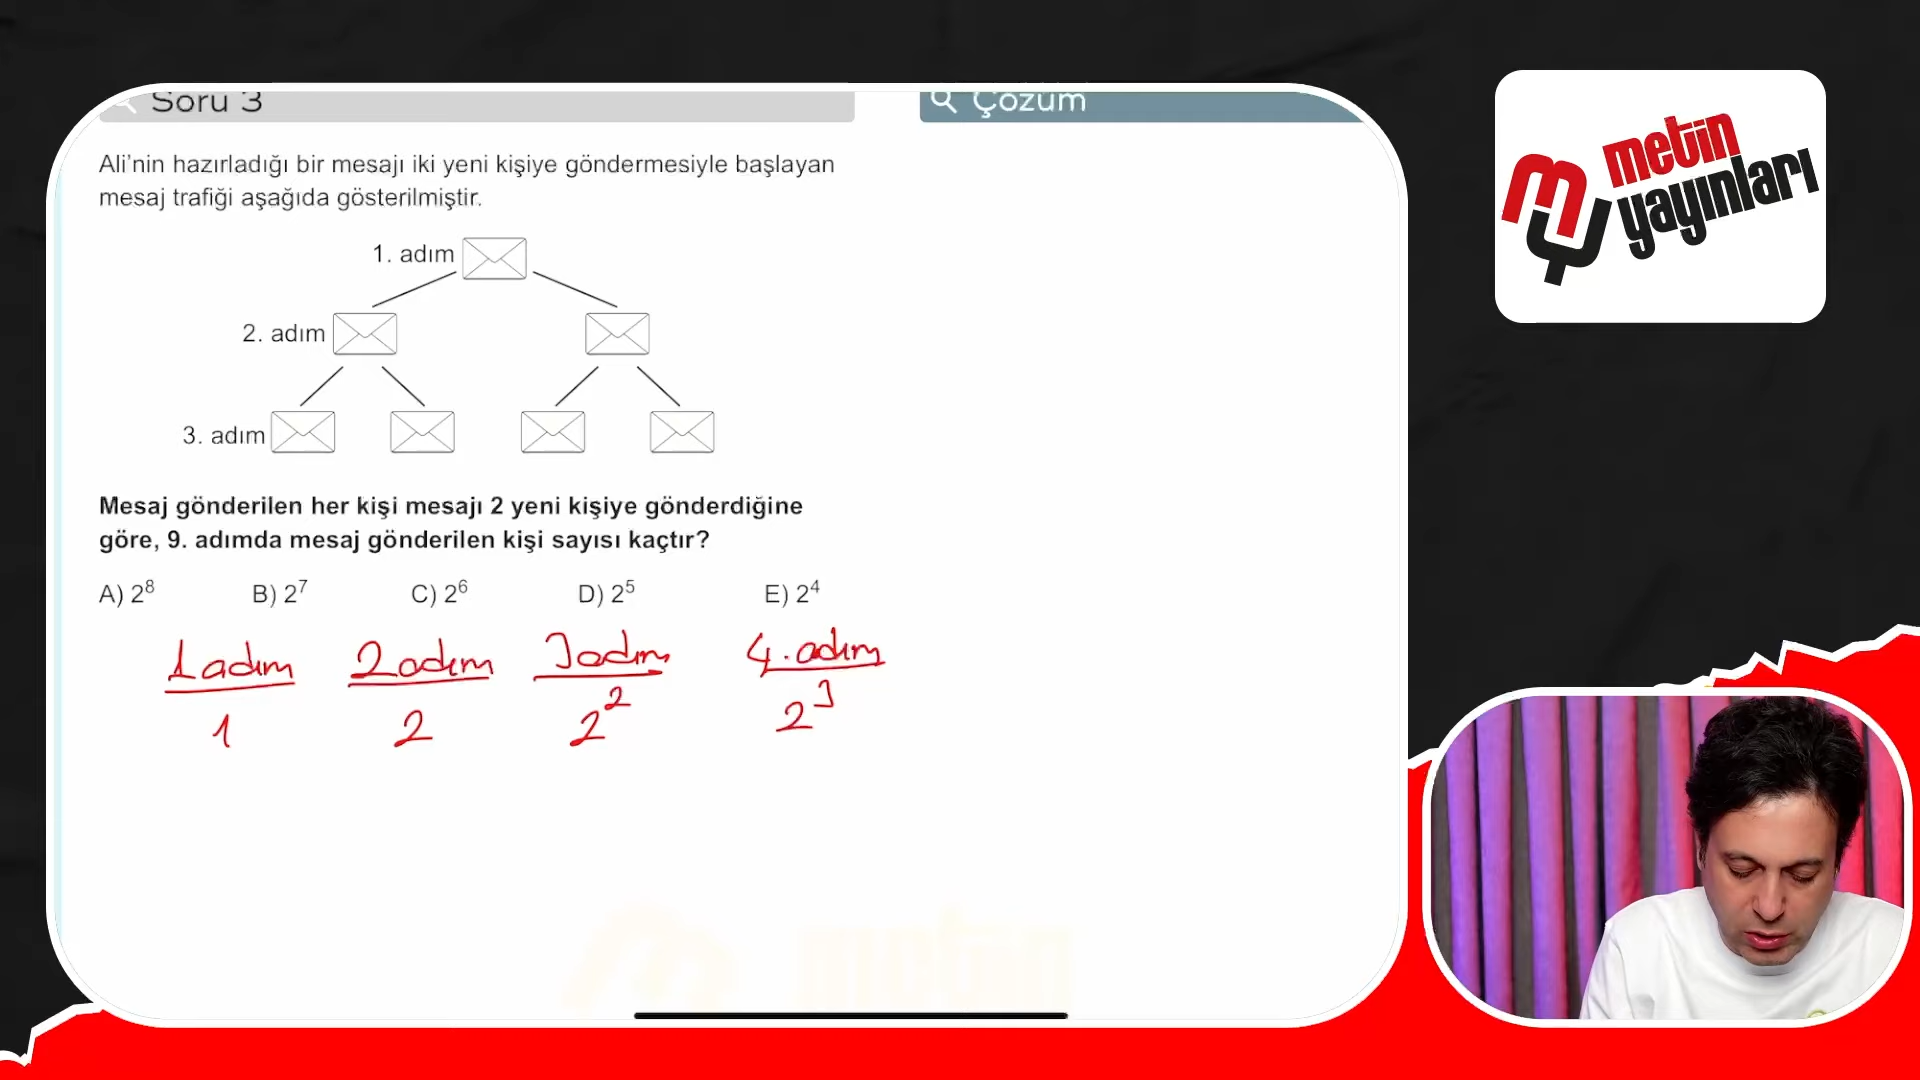 Soru 3
Çözüm
metin
yayınları
Ali'nin hazırladığı bir mesajı iki yeni kişiye göndermesiyle başlayan
mesaj trafiği aşağıda gösterilmiştir.
1. adım
2. adım
3. adım
Mesaj gönderilen her kişi mesajı 2 yeni kişiye gönderdiğine
göre, 9. adımda mesaj gönderilen kişi sayısı kaçtır?
A) 2⁸ B) 2⁷ C) 2⁶ D) 2⁵ E) 2⁴
1 adım 2 adım 3 adım 4. adım
1 2 2² 2³
metin